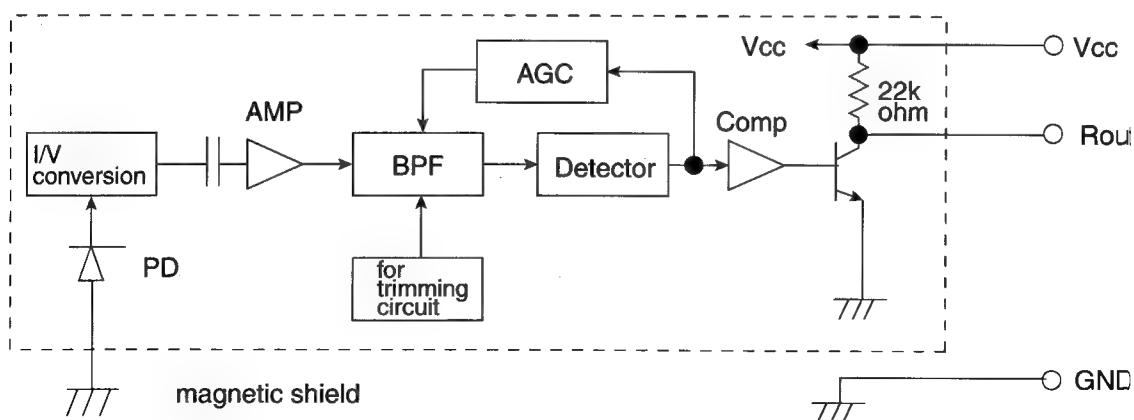 Vcc
Vcc
AGC
22k
ohm
AMP
Comp
Rout
I/V
conversion
BPF
Detector
PD
for
trimming
circuit
magnetic shield
GND